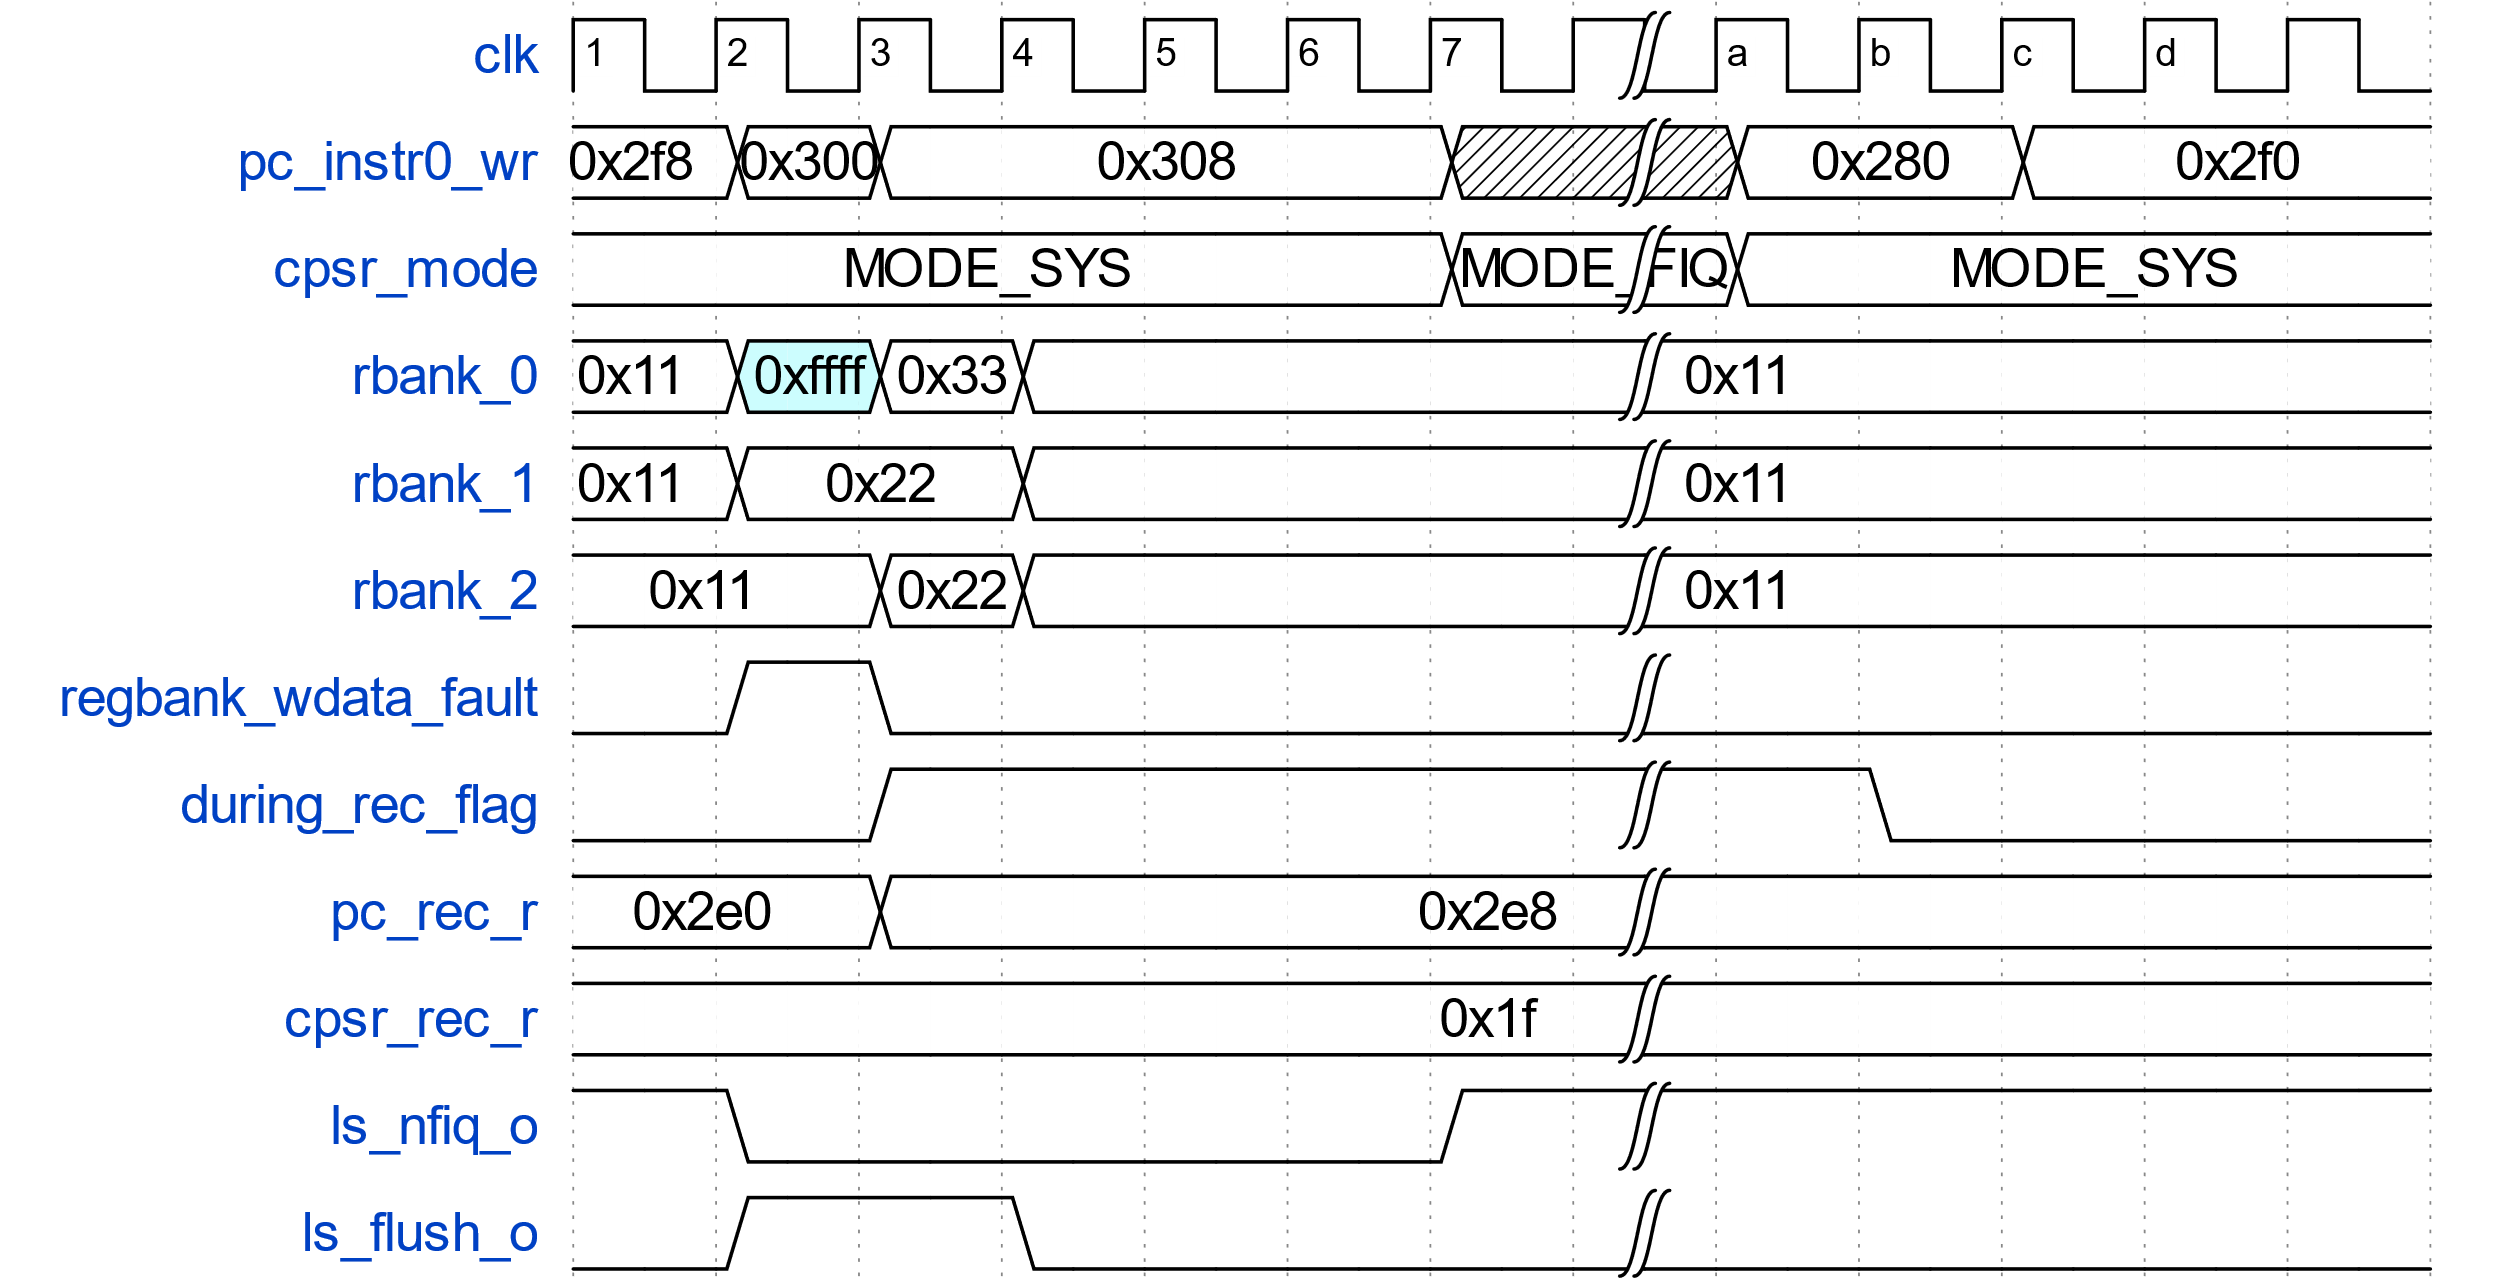 clk 1 2 3 4 5 6 7 a b c d
pc_instr0_wr 0x2f8 0x300 0x308 0x280 0x2f0
cpsr_mode MODE_SYS MODE_FIQ MODE_SYS
rbank_0 0x11 0xffff 0x33 0x11
rbank_1 0x11 0x22 0x11
rbank_2 0x11 0x22 0x11
regbank_wdata_fault
during_rec_flag
pc_rec_r 0x2e0 0x2e8
cpsr_rec_r 0x1f
ls_nfiq_o
ls_flush_o